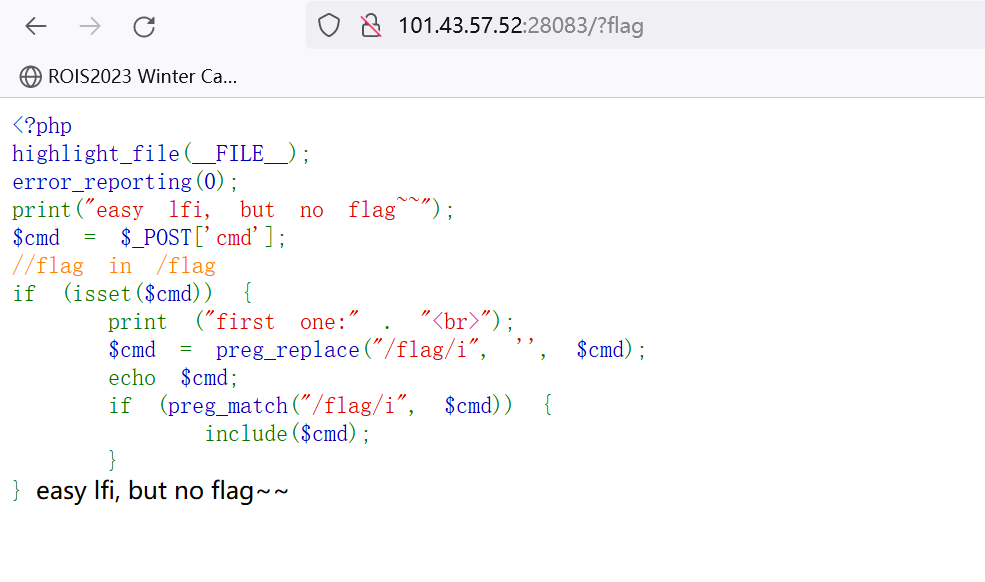 101.43.57.52:28083/?flag
ROIS2023 Winter Ca...
<?php
highlight_file(__FILE__);
error_reporting(0);
print("easy lfi, but no flag~~");
$cmd = $_POST['cmd'];
//flag in /flag
if (isset($cmd)) {
print ("first one:" . "<br>");
$cmd = preg_replace("/flag/i", '', $cmd);
echo $cmd;
if (preg_match("/flag/i", $cmd)) {
include($cmd);
}
} easy lfi, but no flag~~